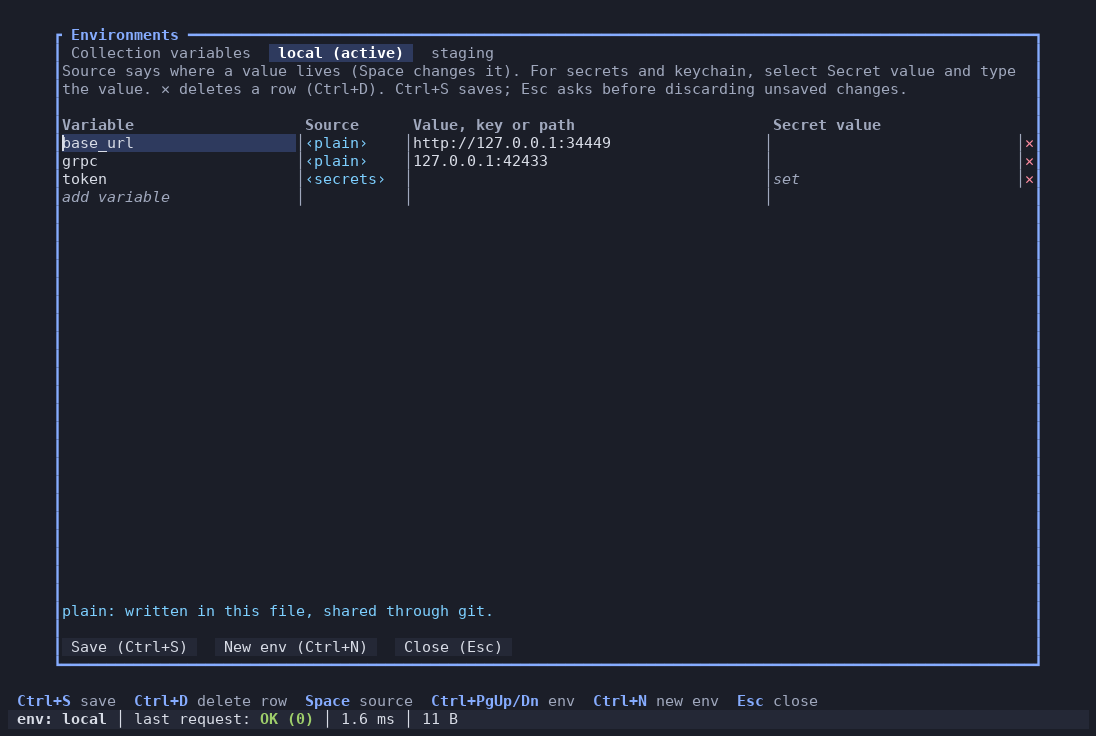 Environments
Collection variables local (active) staging
Source says where a value lives (Space changes it). For secrets and keychain, select Secret value and type
the value. × deletes a row (Ctrl+D). Ctrl+S saves; Esc asks before discarding unsaved changes.
Variable Source Value, key or path Secret value
base_url ‹plain› http://127.0.0.1:34449 ×
grpc ‹plain› 127.0.0.1:42433 ×
token ‹secrets› set ×
add variable
plain: written in this file, shared through git.
Save (Ctrl+S) New env (Ctrl+N) Close (Esc)
Ctrl+S save Ctrl+D delete row Space source Ctrl+PgUp/Dn env Ctrl+N new env Esc close
env: local │ last request: OK (0) │ 1.6 ms │ 11 B